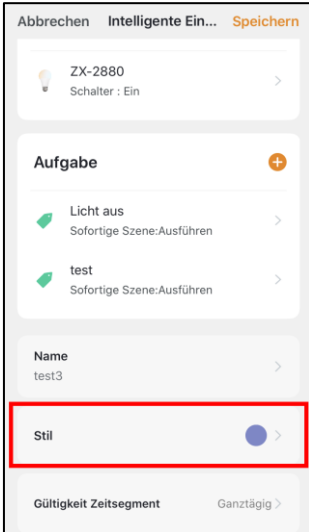 Abbrechen Intelligente Ein... Speichern
ZX-2880
Schalter : Ein
Aufgabe
Licht aus
Sofortige Szene:Ausführen
test
Sofortige Szene:Ausführen
Name
test3
Stil
Gültigkeit Zeitsegment Ganztägig